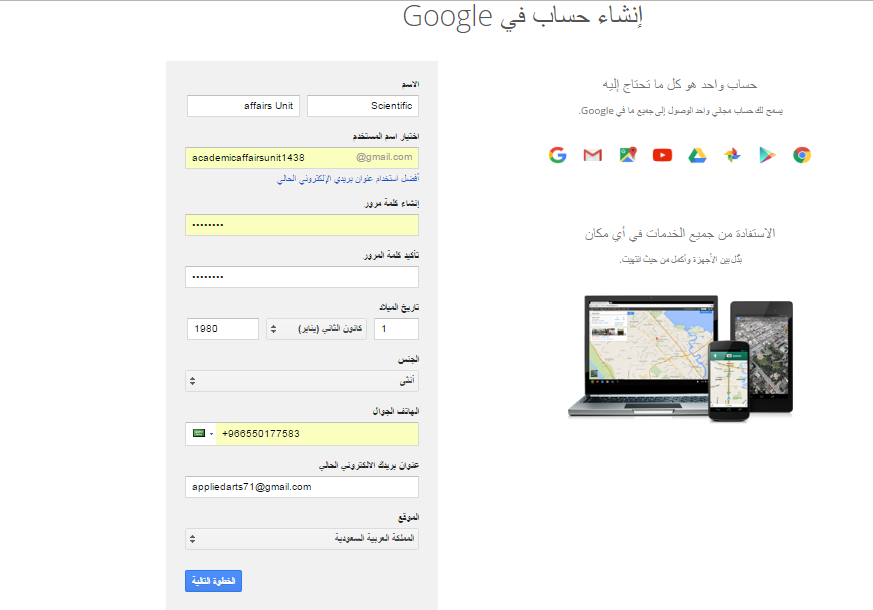 إنشاء حساب في Google
حساب واحد هو كل ما تحتاج إليه
يسمح لك حساب مجاني واحد الوصول إلى جميع ما في Google.
الاستفادة من جميع الخدمات في أي مكان
بدّل بين الأجهزة وأكمل من حيث انتهيت.
الاسم
Scientific
affairs Unit
اختيار اسم المستخدم
academicaffairsunit1438
@gmail.com
أفضل استخدام عنوان بريدي الإلكتروني الحالي
إنشاء كلمة مرور
••••••••
تأكيد كلمة المرور
••••••••
تاريخ الميلاد
1
كانون الثاني (يناير)
1980
الجنس
أنثى
الهاتف الجوال
+966550177583
عنوان بريدك الالكتروني الحالي
appliedarts71@gmail.com
الموقع
المملكة العربية السعودية
الخطوة التالية